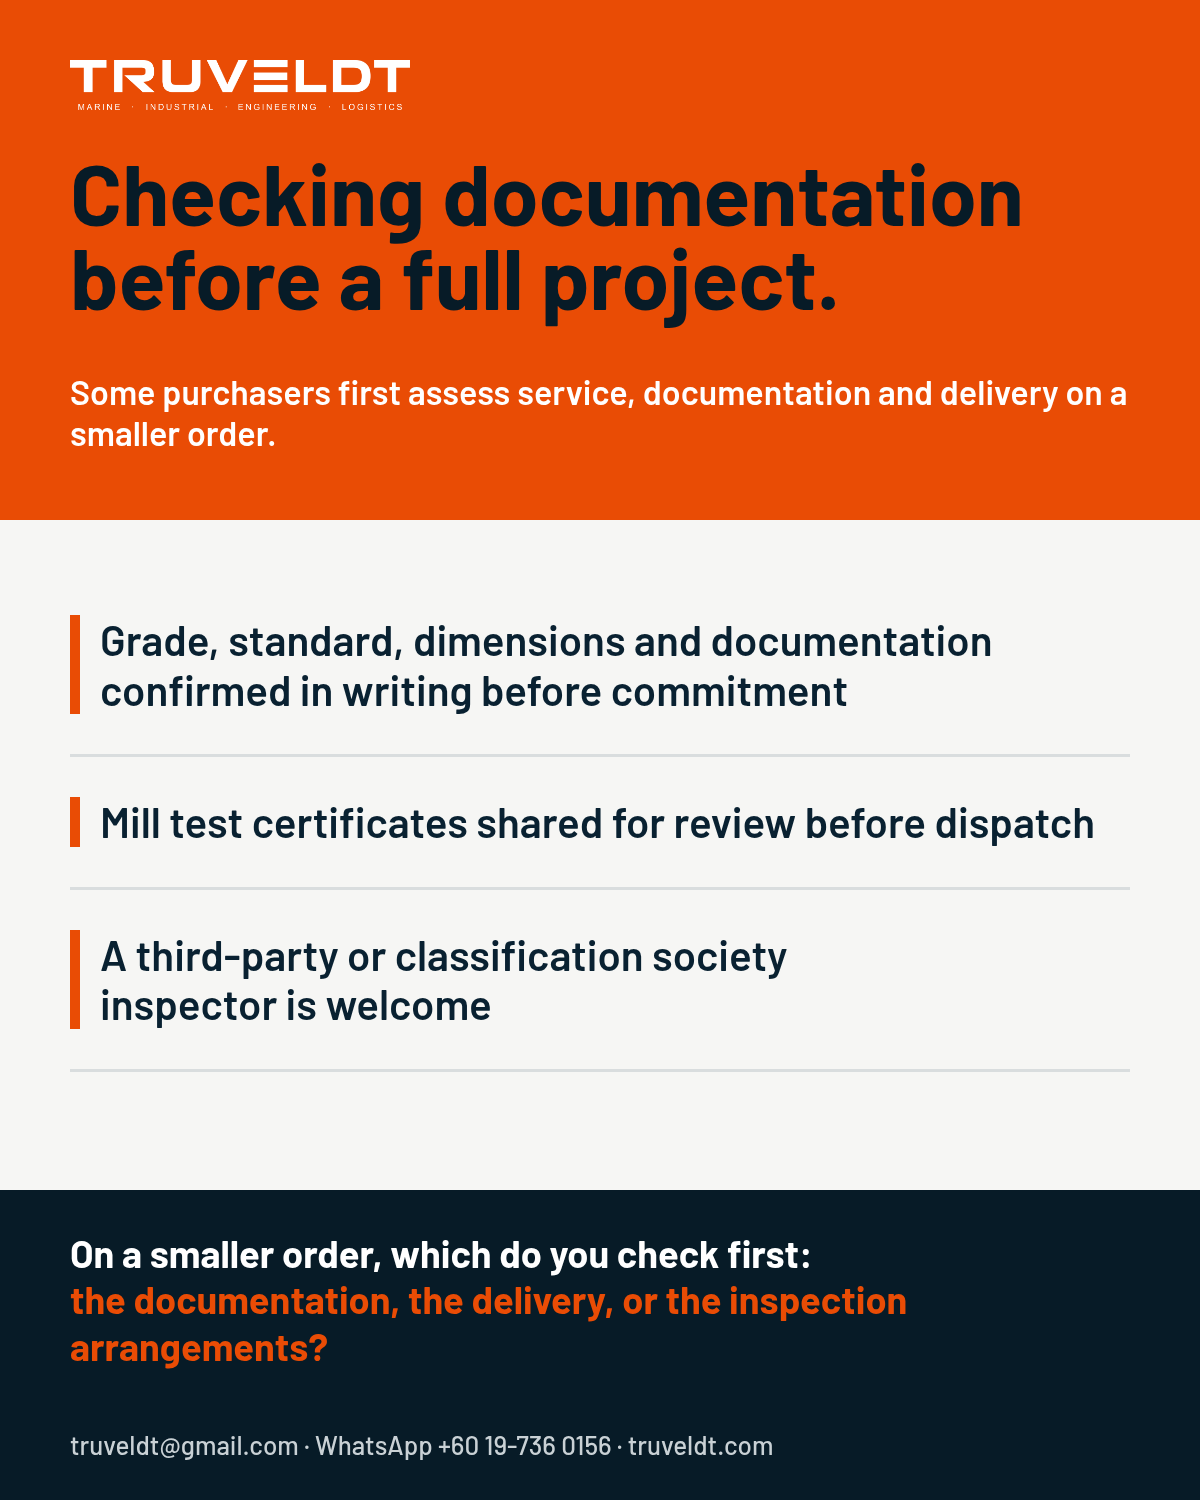 TRUVELDT
MARINE · INDUSTRIAL · ENGINEERING · LOGISTICS
Checking documentation
before a full project.
Some purchasers first assess service, documentation and delivery on a
smaller order.
Grade, standard, dimensions and documentation
confirmed in writing before commitment
Mill test certificates shared for review before dispatch
A third-party or classification society
inspector is welcome
On a smaller order, which do you check first:
the documentation, the delivery, or the inspection
arrangements?
truveldt@gmail.com · WhatsApp +60 19-736 0156 · truveldt.com